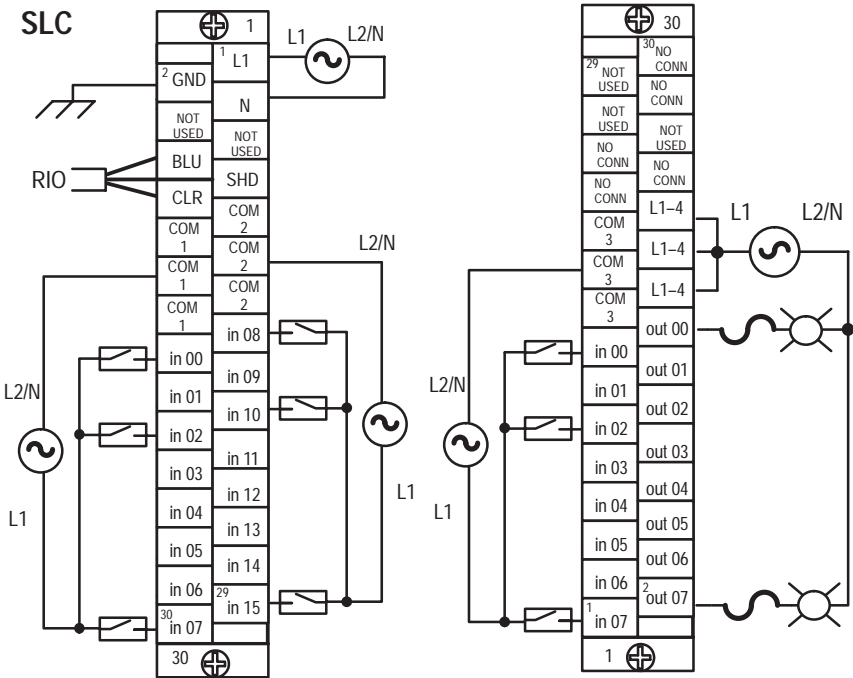 SLC
1
1 L1
L1
L2/N
2 GND
N
NOT USED
NOT USED
RIO
BLU
SHD
CLR
COM 2
COM 1
COM 2
L2/N
COM 1
COM 2
COM 1
in 08
in 00
in 09
in 01
L2/N
in 10
in 02
in 11
in 03
in 12
L1
L1
in 04
in 13
in 05
in 14
in 06
29 in 15
30 in 07
30
30
30 NO CONN
29 NOT USED
NO CONN
NOT USED
NOT USED
NO CONN
NO CONN
NO CONN
L1–4
L1
L2/N
COM 3
L1–4
COM 3
L1–4
COM 3
out 00
in 00
out 01
L2/N
in 01
out 02
in 02
out 03
in 03
out 04
L1
in 04
out 05
in 05
out 06
in 06
2 out 07
1 in 07
1